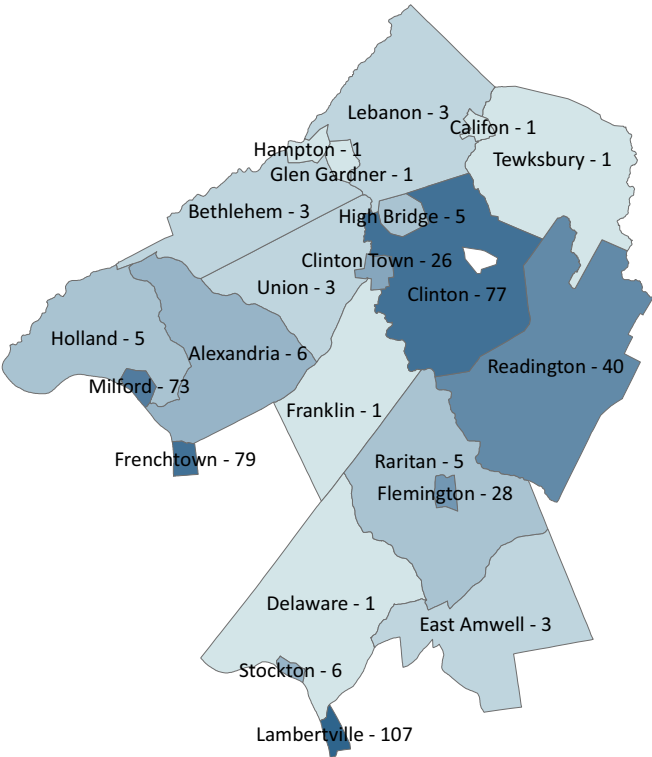 Lebanon - 3
Califon - 1
Hampton - 1
Tewksbury - 1
Glen Gardner - 1
Bethlehem - 3
High Bridge - 5
Clinton Town - 26
Union - 3
Clinton - 77
Holland - 5
Alexandria - 6
Readington - 40
Milford - 73
Franklin - 1
Frenchtown - 79
Raritan - 5
Flemington - 28
Delaware - 1
East Amwell - 3
Stockton - 6
Lambertville - 107